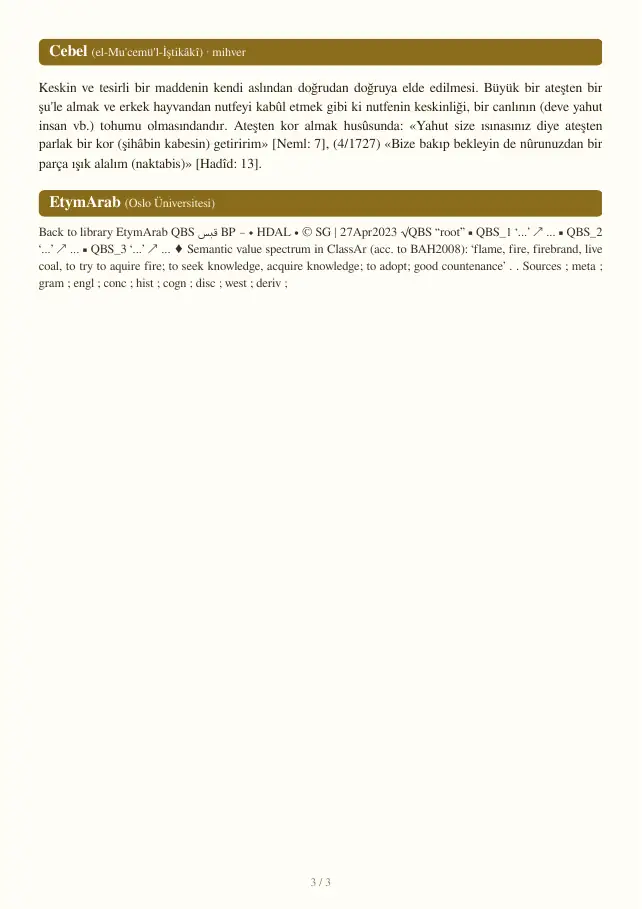 Cebel (el-Mu'cemü'l-İştikâkî) · mihver
Keskin ve tesirli bir maddenin kendi aslından doğrudan doğruya elde edilmesi. Büyük bir ateşten bir
şu'le almak ve erkek hayvandan nutfeyi kabûl etmek gibi ki nutfenin keskinliği, bir canlının (deve yahut
insan vb.) tohumu olmasındandır. Ateşten kor almak husûsunda: «Yahut size ısınasınız diye ateşten
parlak bir kor (şihâbin kabesin) getiririm» [Neml: 7], (4/1727) «Bize bakıp bekleyin de nûrunuzdan bir
parça ışık alalım (naktabis)» [Hadîd: 13].
EtymArab (Oslo Üniversitesi)
Back to library EtymArab QBS قبس BP – • HDAL • © SG | 27Apr2023 √QBS “root” ▪ QBS_1 ‘...’ ↗ ... ▪ QBS_2
‘...’ ↗ ... ▪ QBS_3 ‘...’ ↗ ... ♦ Semantic value spectrum in ClassAr (acc. to BAH2008): ‘flame, fire, firebrand, live
coal, to try to aquire fire; to seek knowledge, acquire knowledge; to adopt; good countenance’ . . Sources ; meta ;
gram ; engl ; conc ; hist ; cogn ; disc ; west ; deriv ;
3 / 3